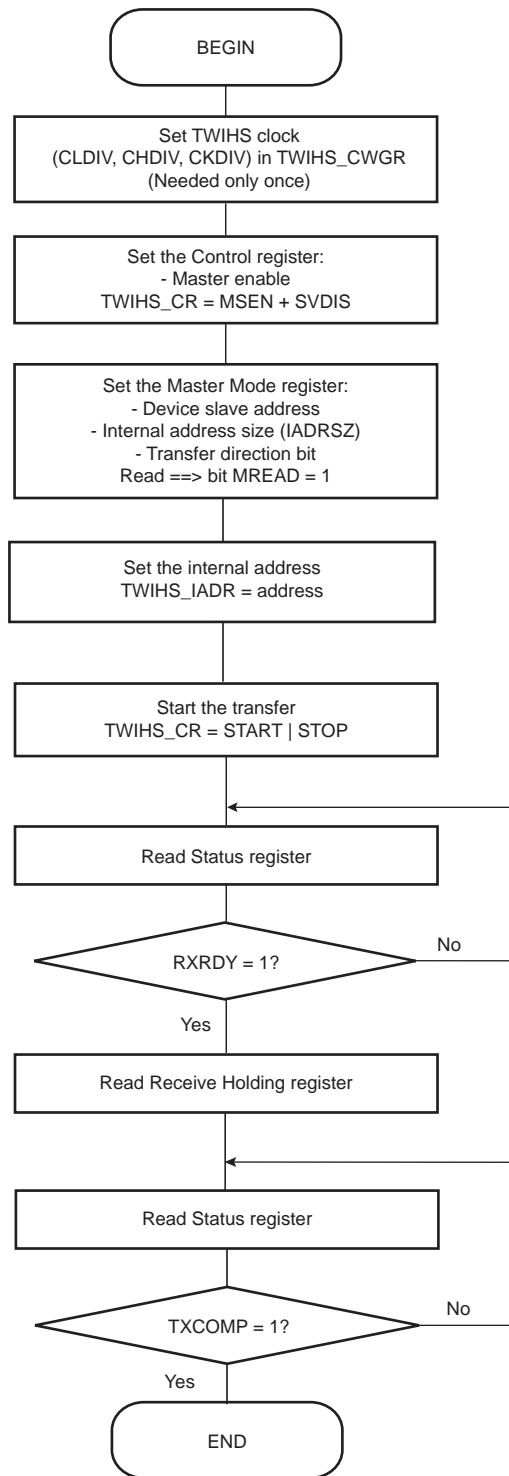 BEGIN
Set TWIHS clock
(CLDIV, CHDIV, CKDIV) in TWIHS_CWGR
(Needed only once)
Set the Control register:
- Master enable
TWIHS_CR = MSEN + SVDIS
Set the Master Mode register:
- Device slave address
- Internal address size (IADRSZ)
- Transfer direction bit
Read ==> bit MREAD = 1
Set the internal address
TWIHS_IADR = address
Start the transfer
TWIHS_CR = START | STOP
Read Status register
RXRDY = 1?
No
Yes
Read Receive Holding register
Read Status register
TXCOMP = 1?
No
Yes
END